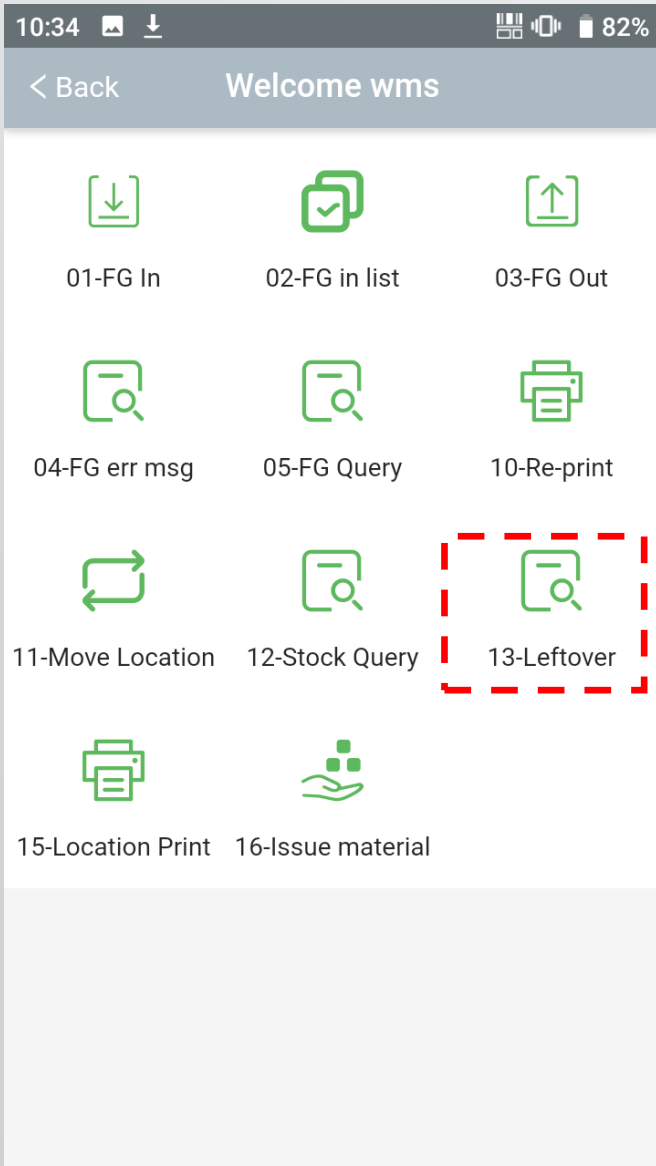 10:34 82%
Back Welcome wms
01-FG In 02-FG in list 03-FG Out
04-FG err msg 05-FG Query 10-Re-print
11-Move Location 12-Stock Query 13-Leftover
15-Location Print 16-Issue material